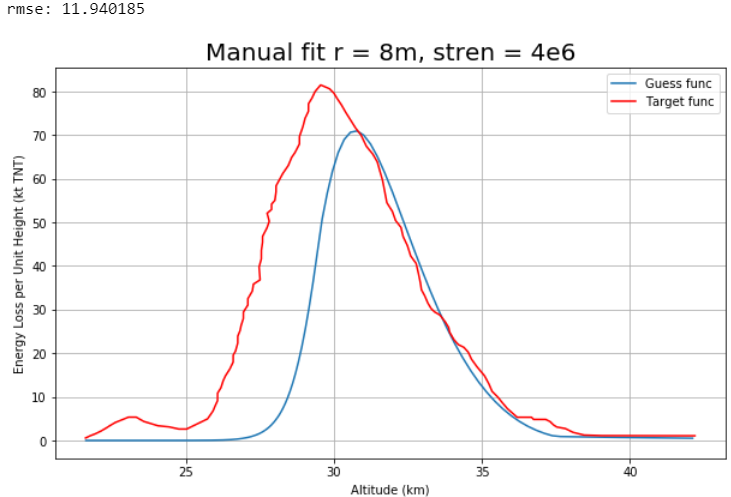 rmse: 11.940185
Manual fit r = 8m, stren = 4e6
Guess func
Target func
80
70
60
50
40
30
20
10
0
Energy Loss per Unit Height (kt TNT)
25
30
35
40
Altitude (km)